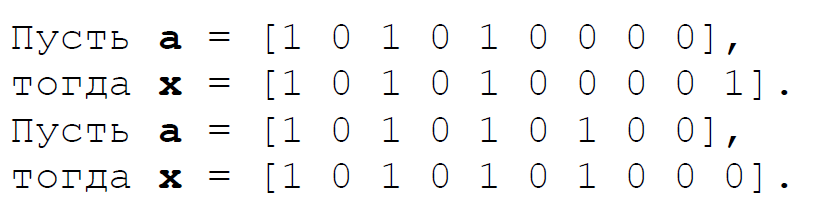 Пусть a = [1 0 1 0 1 0 0 0 0],
тогда x = [1 0 1 0 1 0 0 0 0 1].
Пусть a = [1 0 1 0 1 0 1 0 0],
тогда x = [1 0 1 0 1 0 1 0 0 0].